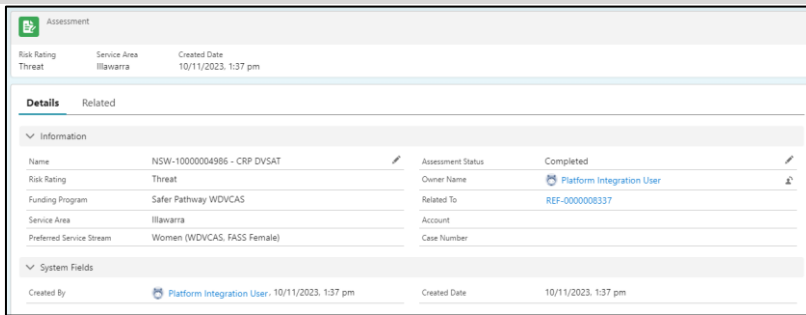 Assessment
Risk Rating Service Area Created Date
Threat Illawarra 10/11/2023, 1:37 pm
Details Related
Information
Name NSW-10000004986 - CRP DVSAT Assessment Status Completed
Risk Rating Threat Owner Name Platform Integration User
Funding Program Safer Pathway WDVCAS Related To REF-0000008337
Service Area Illawarra Account
Preferred Service Stream Women (WDVCAS, FASS Female) Case Number
System Fields
Created By Platform Integration User, 10/11/2023, 1:37 pm Created Date 10/11/2023, 1:37 pm